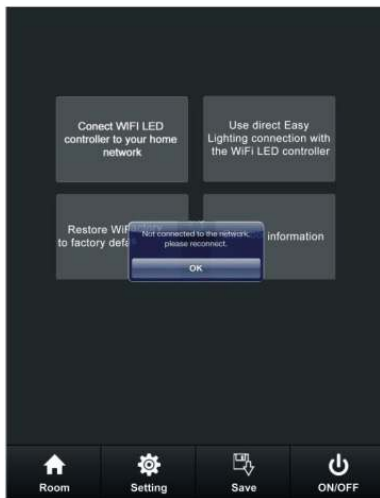 Conect WIFI LED
controller to your home
network
Use direct Easy
Lighting connection with
the WiFi LED controller
Restore WiF
to factory defa
information
Not connected to the network,
please reconnect.
OK
Room
Setting
Save
ON/OFF